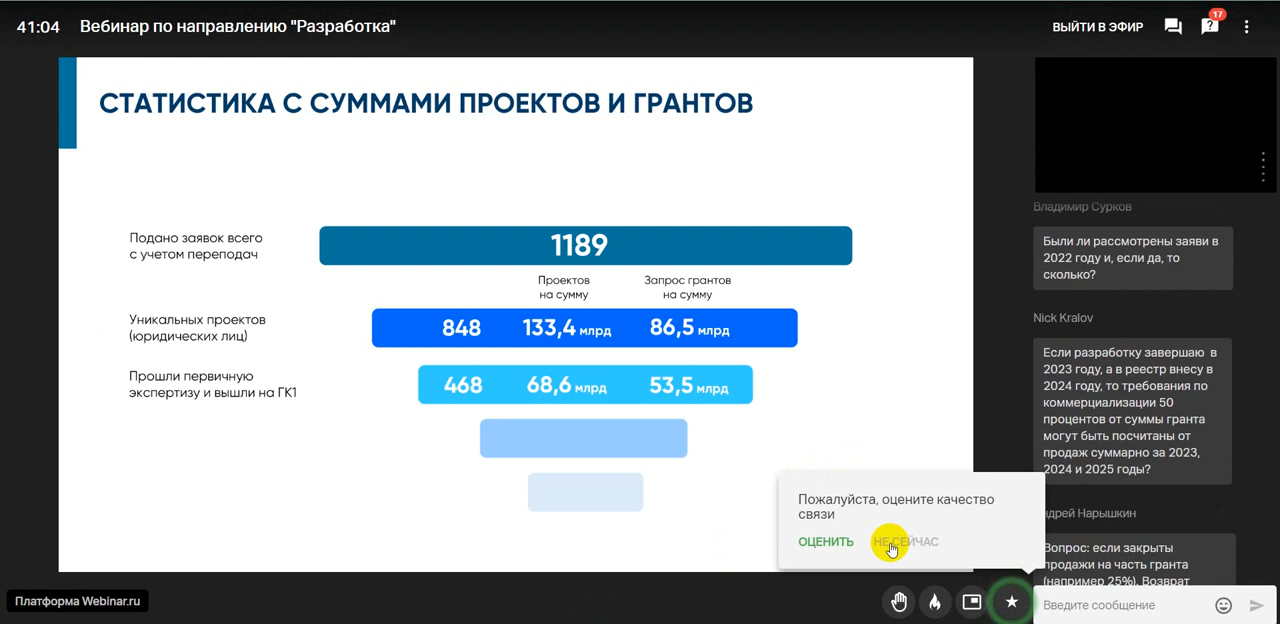 41:04 Вебинар по направлению "Разработка"
ВЫЙТИ В ЭФИР
17
СТАТИСТИКА С СУММАМИ ПРОЕКТОВ И ГРАНТОВ
Подано заявок всего
с учетом переподач
1189
Проектов
на сумму
Запрос грантов
на сумму
Уникальных проектов
(юридических лиц)
848 133,4 млрд 86,5 млрд
Прошли первичную
экспертизу и вышли на ГК1
468 68,6 млрд 53,5 млрд
Пожалуйста, оцените качество
связи
ОЦЕНИТЬ НЕ СЕЙЧАС
Платформа Webinar.ru
Владимир Сурков
Были ли рассмотрены заяви в
2022 году и, если да, то
сколько?
Nick Kralov
Если разработку завершаю в
2023 году, а в реестр внесу в
2024 году, то требования по
коммерциализации 50
процентов от суммы гранта
могут быть посчитаны от
продаж суммарно за 2023,
2024 и 2025 годы?
ндрей Нарышкин
Вопрос: если закрыты
продажи на часть гранта
(например 25%). Возврат
Введите сообщение